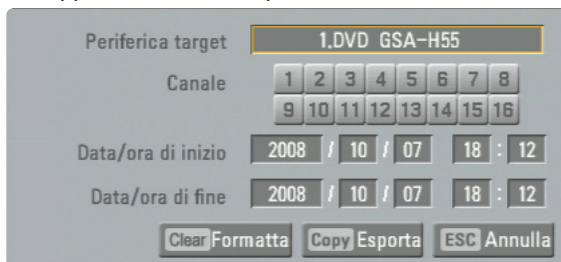 Periferica target 1.DVD GSA-H55
Canale 1 2 3 4 5 6 7 8
9 10 11 12 13 14 15 16
Data/ora di inizio 2008 / 10 / 07 18 : 12
Data/ora di fine 2008 / 10 / 07 18 : 12
Clear Formatta Copy Esporta ESC Annulla